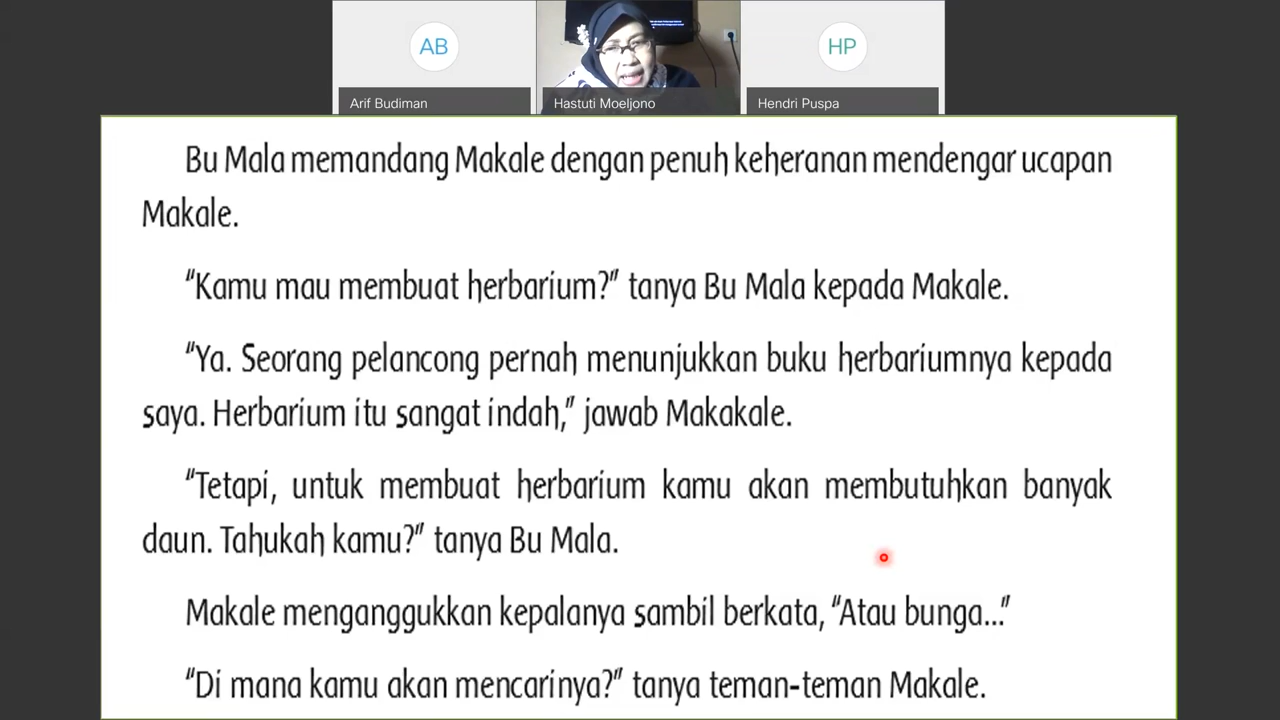 AB
HP
Arif Budiman
Hastuti Moeljono
Hendri Puspa
Bu Mala memandang Makale dengan penuh keheranan mendengar ucapan
Makale.
“Kamu mau membuat herbarium?” tanya Bu Mala kepada Makale.
“Ya. Seorang pelancong pernah menunjukkan buku herbariumnya kepada
saya. Herbarium itu sangat indah,” jawab Makakale.
“Tetapi, untuk membuat herbarium kamu akan membutuhkan banyak
daun. Tahukah kamu?” tanya Bu Mala.
Makale menganggukkan kepalanya sambil berkata, “Atau bunga...”
“Di mana kamu akan mencarinya?” tanya teman-teman Makale.